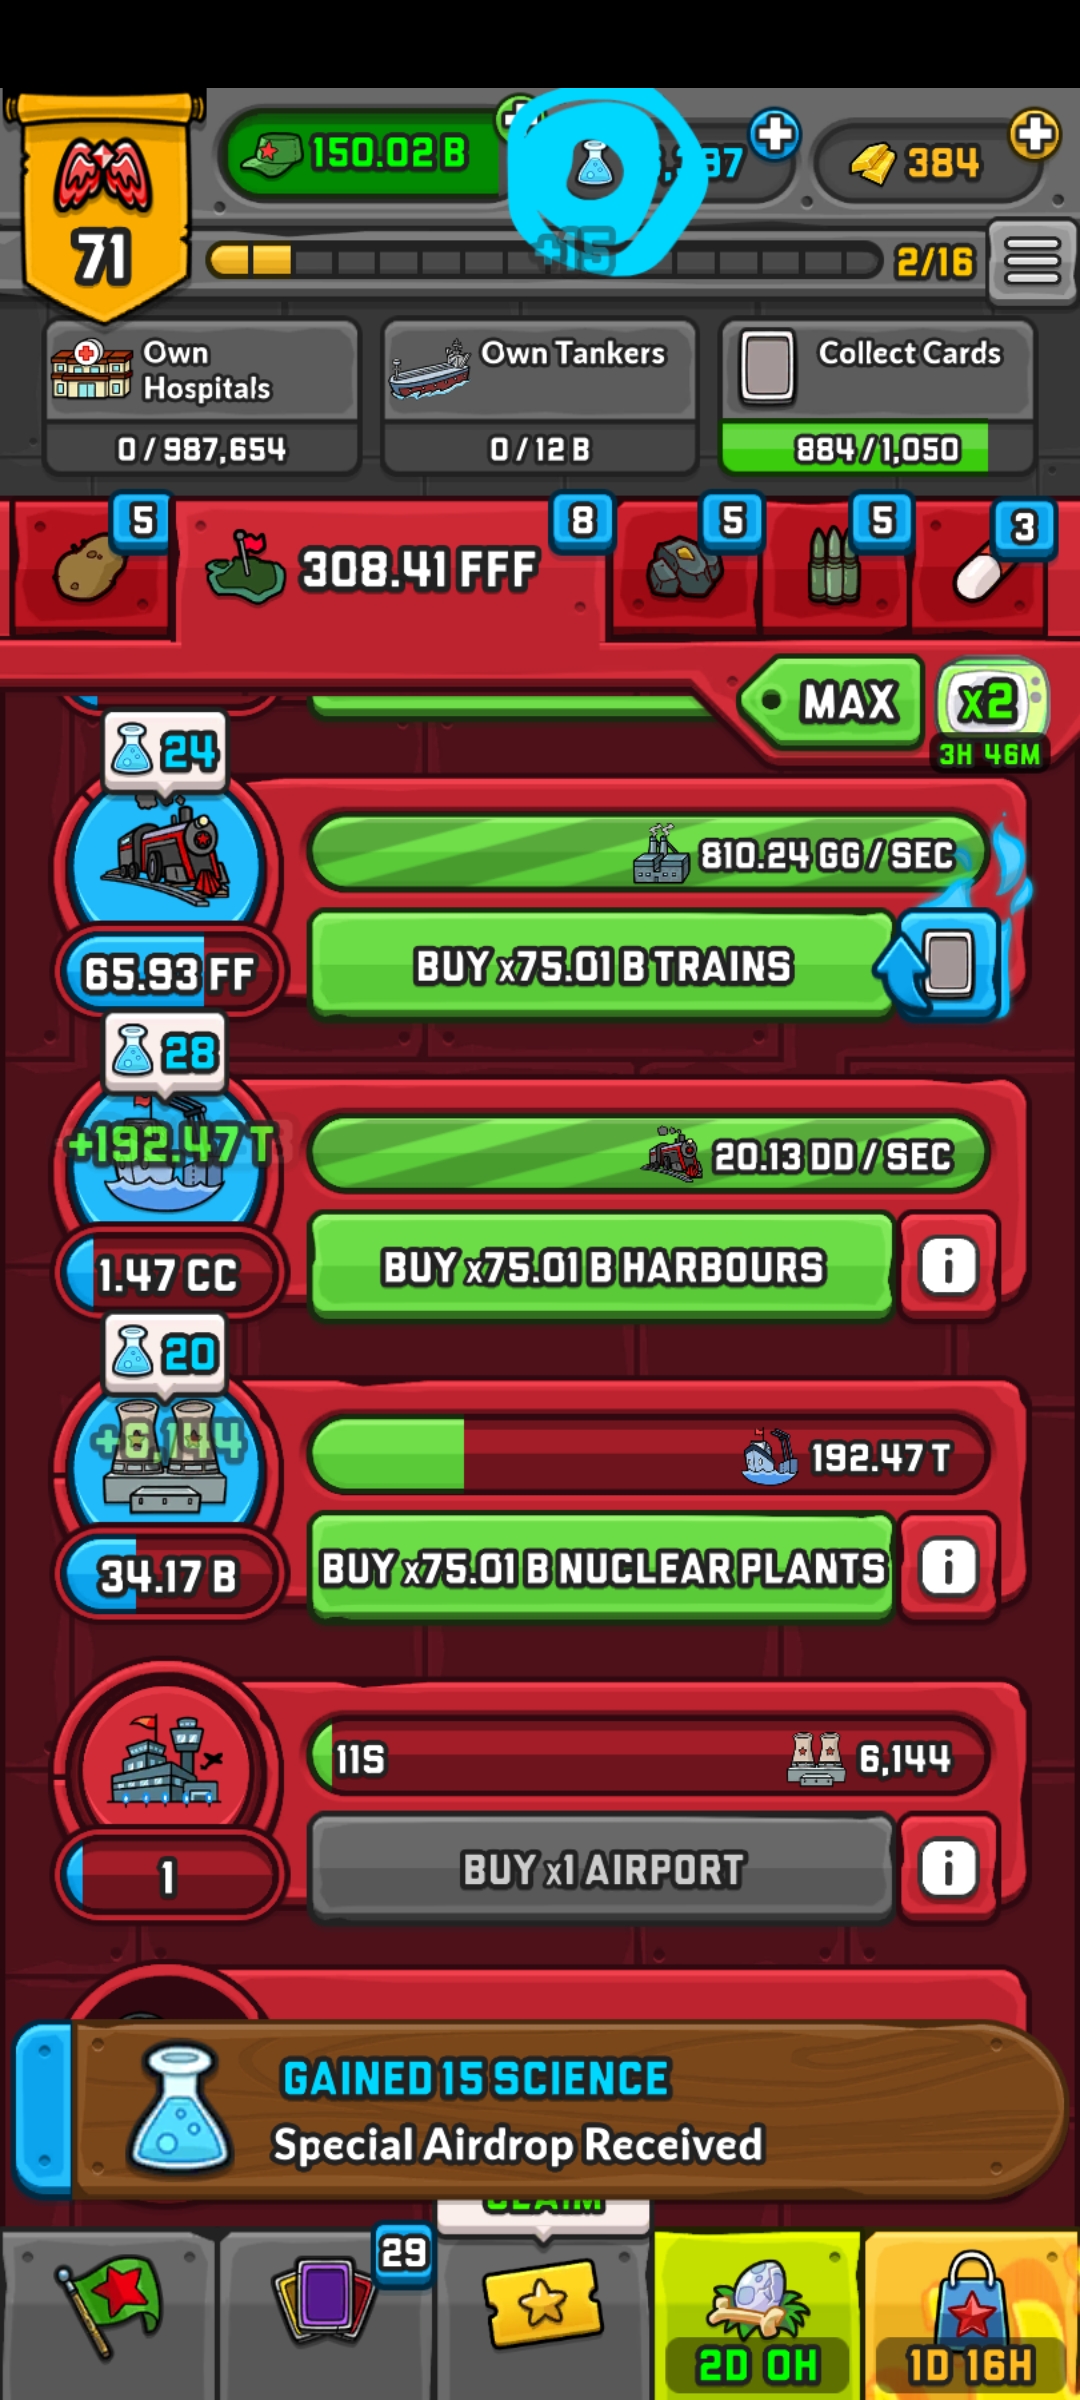 71
150.02 B
384
+15
2/16
Own Hospitals
0/987,654
Own Tankers
0/12 B
Collect Cards
884/1,050
5
308.41 FFF
8
5
5
3
MAX
x2
3H 46M
24
810.24 GG / SEC
65.93 FF
BUY x75.01 B TRAINS
28
+192.47 T
20.13 DD / SEC
1.47 CC
BUY x75.01 B HARBOURS
i
20
+6,144
192.47 T
34.17 B
BUY x75.01 B NUCLEAR PLANTS
i
11S
6,144
1
BUY x1 AIRPORT
i
GAINED 15 SCIENCE
Special Airdrop Received
CLAIM
29
2D 0H
1D 16H